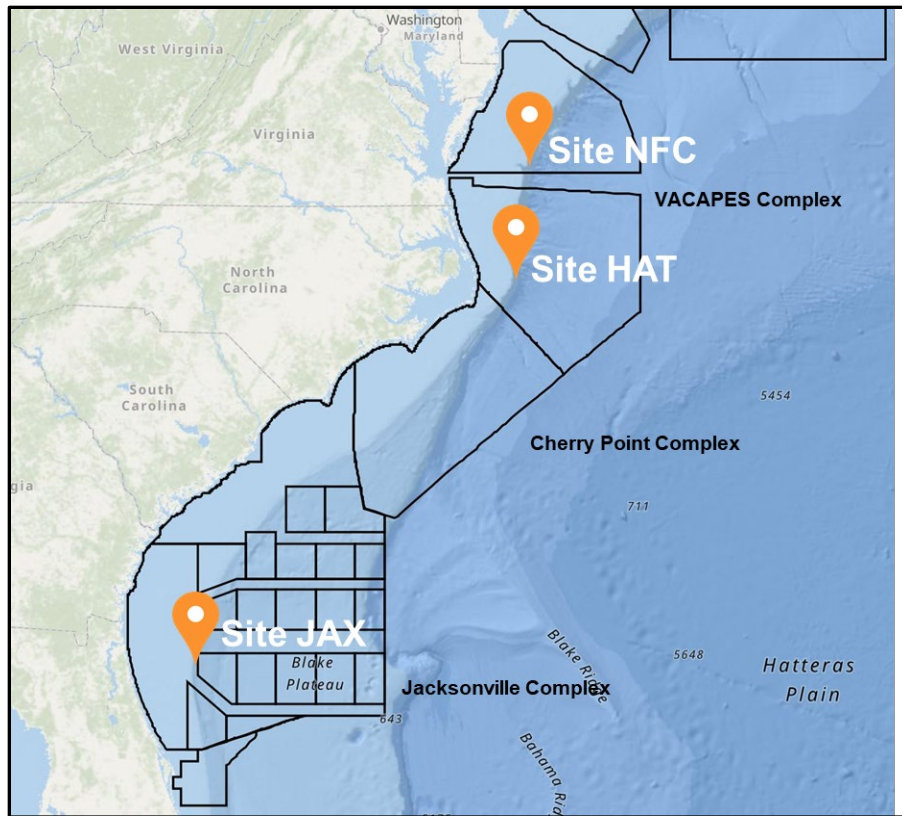 Washington
Maryland
West Virginia
Virginia
Site NFC
VACAPES Complex
Site HAT
North
Carolina
South
Carolina
5454
Cherry Point Complex
gia
711
Site JAX
Blake
Plateau
Blake Ridge
5648
Hatteras
Plain
Jacksonville Complex
643
Bahama Rid